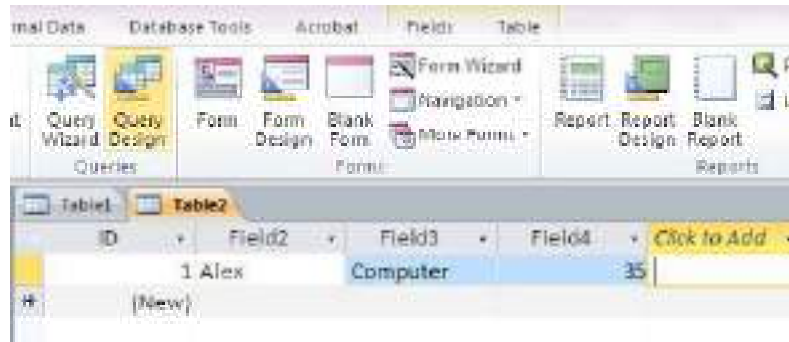 Database Tools Acrobat Fields Table
Query Wizard
Query Design
Form
Form Design
Blank Form
Form Wizard
Navigation
More Forms
Report
Report Design
Blank Report
Queries Forms Reports
Table1 Table2
ID Field2 Field3 Field4 Click to Add
1 Alex Computer 35
(New)